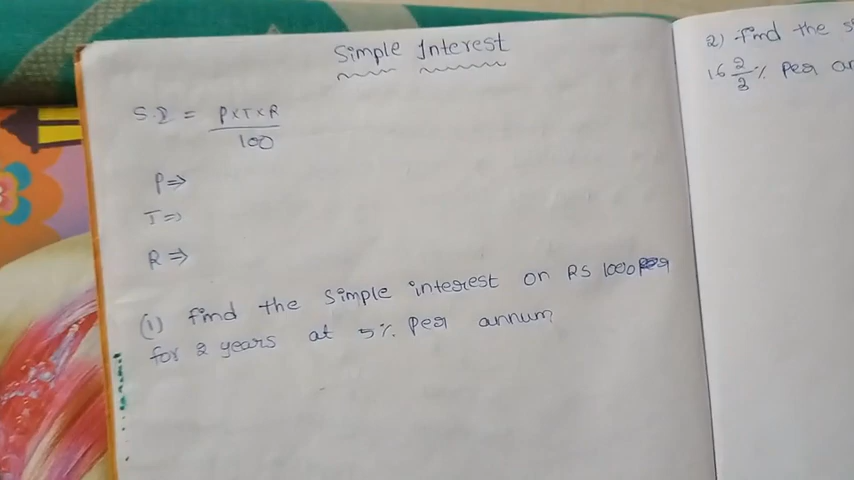 Simple Interest
S.I = P×T×R
100
P⇒
T⇒
R⇒
(1) find the simple interest on RS 1000
for 2 years at 5% per annum
2) find the
16 2/3 % per